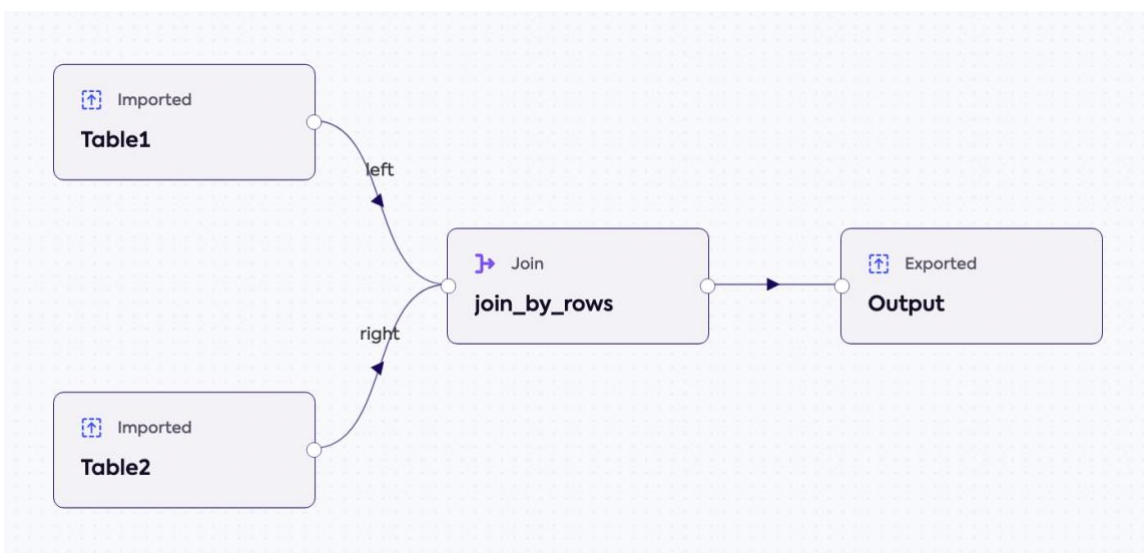 Imported
Table1
left
Join
join_by_rows
Exported
Output
right
Imported
Table2